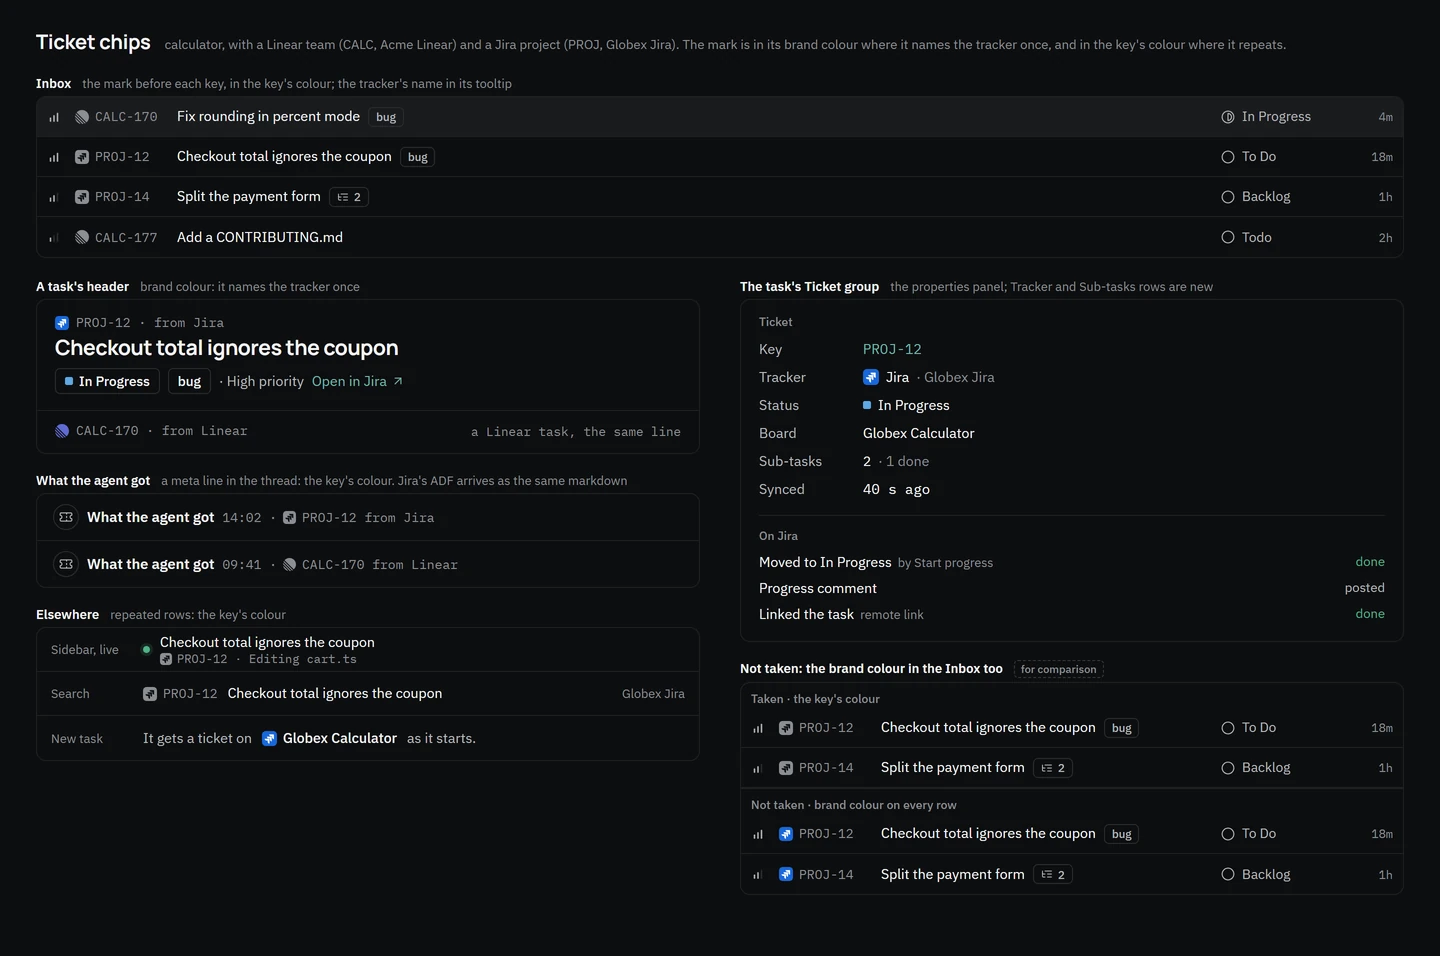 Ticket chips calculator, with a Linear team (CALC, Acme Linear) and a Jira project (PROJ, Globex Jira). The mark is in its brand colour where it names the tracker once, and in the key's colour where it repeats.
Inbox the mark before each key, in the key's colour; the tracker's name in its tooltip
CALC-170 Fix rounding in percent mode bug In Progress 4m
PROJ-12 Checkout total ignores the coupon bug To Do 18m
PROJ-14 Split the payment form 2 Backlog 1h
CALC-177 Add a CONTRIBUTING.md Todo 2h
A task's header brand colour: it names the tracker once
PROJ-12 · from Jira
Checkout total ignores the coupon
In Progress bug · High priority Open in Jira ↗
CALC-170 · from Linear a Linear task, the same line
What the agent got a meta line in the thread: the key's colour. Jira's ADF arrives as the same markdown
What the agent got 14:02 · PROJ-12 from Jira
What the agent got 09:41 · CALC-170 from Linear
Elsewhere repeated rows: the key's colour
Sidebar, live Checkout total ignores the coupon
PROJ-12 · Editing cart.ts
Search PROJ-12 Checkout total ignores the coupon Globex Jira
New task It gets a ticket on Globex Calculator as it starts.
The task's Ticket group the properties panel; Tracker and Sub-tasks rows are new
Ticket
Key PROJ-12
Tracker Jira · Globex Jira
Status In Progress
Board Globex Calculator
Sub-tasks 2 · 1 done
Synced 40 s ago
On Jira
Moved to In Progress by Start progress done
Progress comment posted
Linked the task remote link done
Not taken: the brand colour in the Inbox too for comparison
Taken · the key's colour
PROJ-12 Checkout total ignores the coupon bug To Do 18m
PROJ-14 Split the payment form 2 Backlog 1h
Not taken · brand colour on every row
PROJ-12 Checkout total ignores the coupon bug To Do 18m
PROJ-14 Split the payment form 2 Backlog 1h